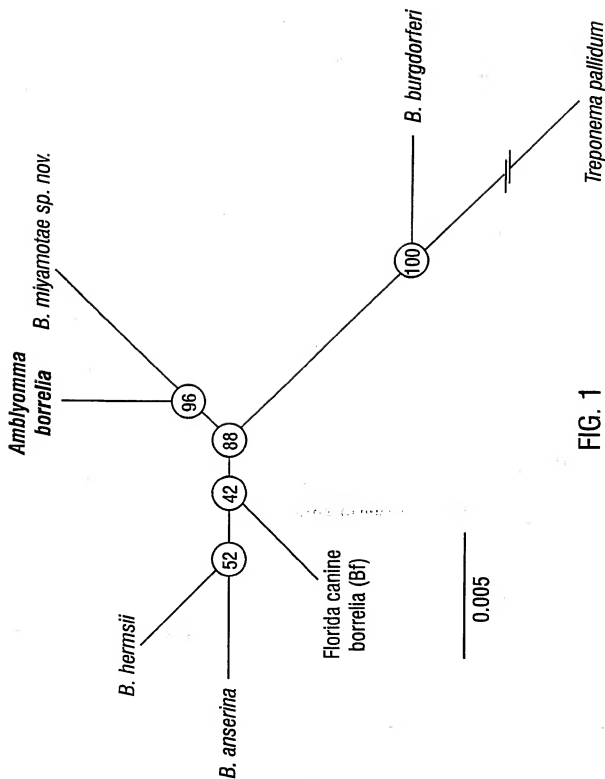 Amblyomma
borrelia
B. miyamotae sp. nov.
B. hermsii
B. anserina
Florida canine
borrelia (Bf)
B. burgdorferi
Treponema pallidum
96
88
42
52
100
0.005
FIG. 1